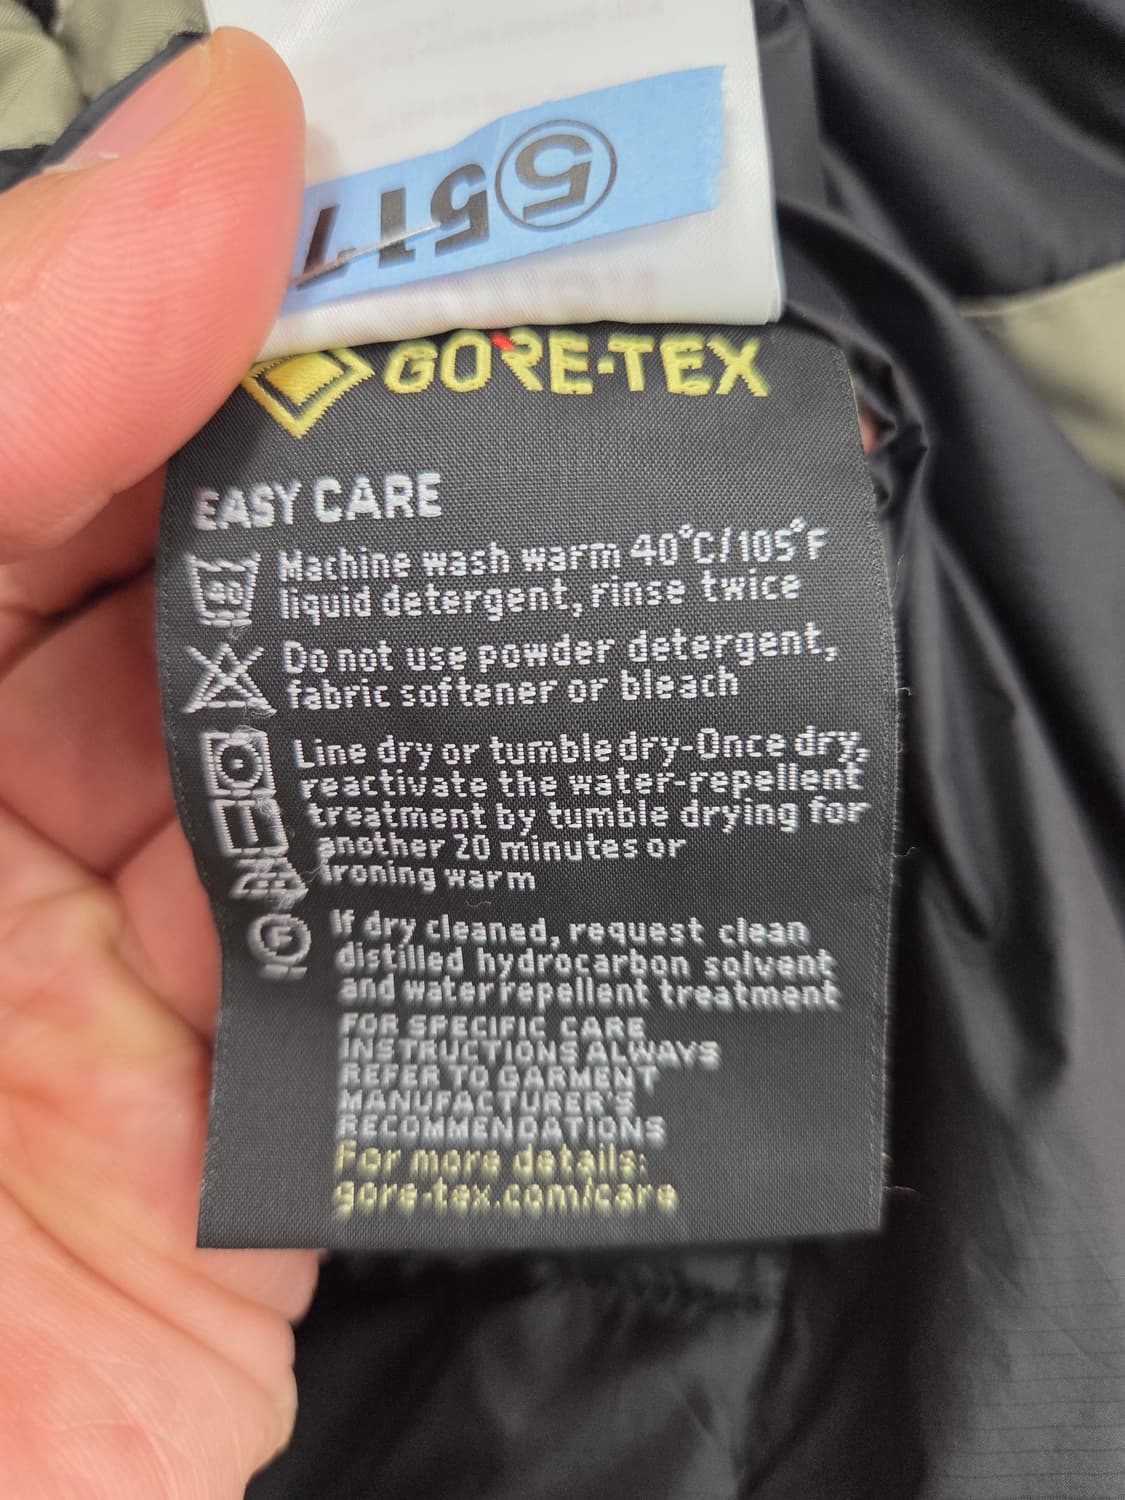 ⑤517
GORE-TEX
EASY CARE
40
Machine wash warm 40°C/105°F
liquid detergent, rinse twice
Do not use powder detergent,
fabric softener or bleach
Line dry or tumble dry-Once dry,
reactivate the water-repellent
treatment by tumble drying for
another 20 minutes or
ironing warm
F
If dry cleaned, request clean
distilled hydrocarbon solvent
and water repellent treatment
FOR SPECIFIC CARE
INSTRUCTIONS ALWAYS
REFER TO GARMENT
MANUFACTURER'S
RECOMMENDATIONS
For more details:
gore-tex.com/care